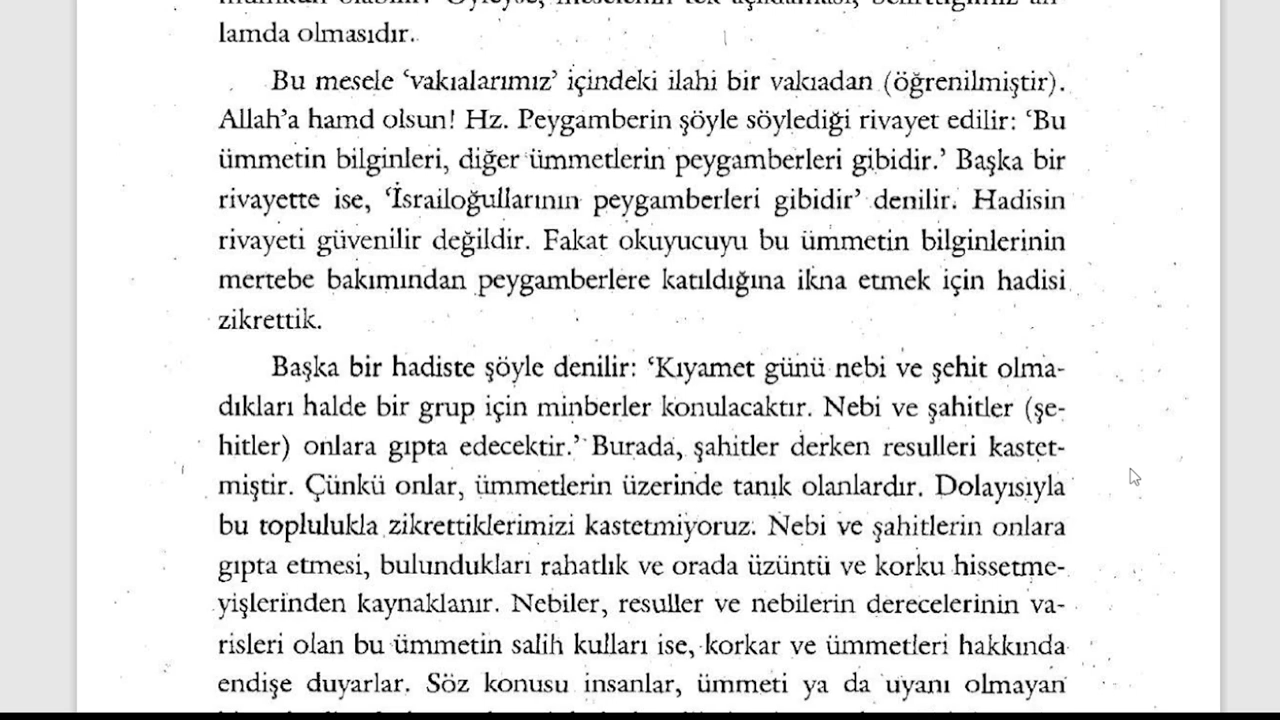 lamda olmasıdır.
Bu mesele ‘vakıalarımız’ içindeki ilahi bir vakıadan (öğrenilmiştir).
Allah’a hamd olsun! Hz. Peygamberin şöyle söylediği rivayet edilir: ‘Bu
ümmetin bilginleri, diğer ümmetlerin peygamberleri gibidir.’ Başka bir
rivayette ise, ‘İsrailoğullarının peygamberleri gibidir’ denilir. Hadisin
rivayeti güvenilir değildir. Fakat okuyucuyu bu ümmetin bilginlerinin
mertebe bakımından peygamberlere katıldığına ikna etmek için hadisi
zikrettik.
Başka bir hadiste şöyle denilir: ‘Kıyamet günü nebi ve şehit olma-
dıkları halde bir grup için minberler konulacaktır. Nebi ve şahitler (şe-
hitler) onlara gıpta edecektir.’ Burada, şahitler derken resulleri kastet-
miştir. Çünkü onlar, ümmetlerin üzerinde tanık olanlardır. Dolayısıyla
bu toplulukla zikrettiklerimizi kastetmiyoruz. Nebi ve şahitlerin onlara
gıpta etmesi, bulundukları rahatlık ve orada üzüntü ve korku hissetme-
yişlerinden kaynaklanır. Nebiler, resuller ve nebilerin derecelerinin va-
risleri olan bu ümmetin salih kulları ise, korkar ve ümmetleri hakkında
endişe duyarlar. Söz konusu insanlar, ümmeti ya da uyanı olmayan